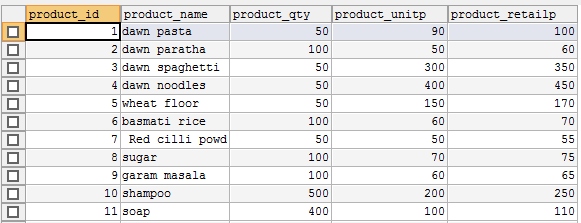 product_id product_name product_qty product_unitp product_retailp
1 dawn pasta 50 90 100
2 dawn paratha 100 50 60
3 dawn spaghetti 50 300 350
4 dawn noodles 50 400 450
5 wheat floor 50 150 170
6 basmati rice 100 60 70
7 Red cilli powd 50 50 55
8 sugar 100 70 75
9 garam masala 100 60 65
10 shampoo 500 200 250
11 soap 400 100 110